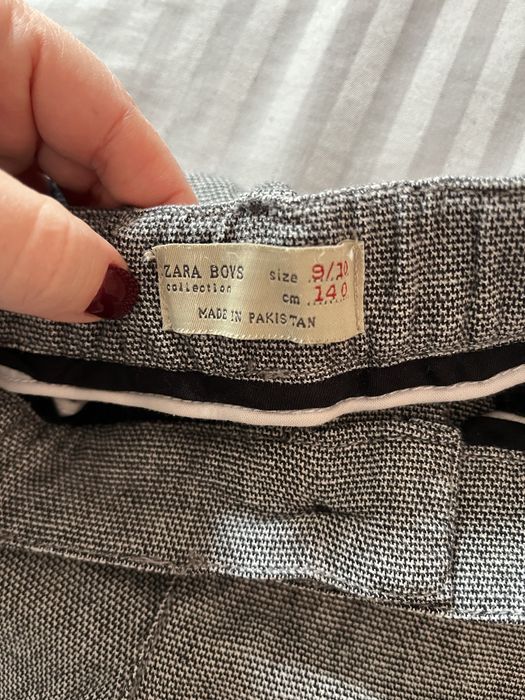 ZARA BOYS size 9/10
collection cm 140
MADE IN PAKISTAN